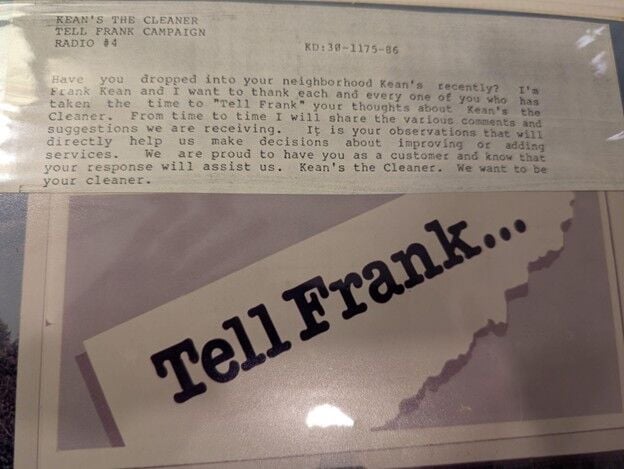 KEAN'S THE CLEANER
TELL FRANK CAMPAIGN
RADIO #4
KD:30-1175-86
Have you dropped into your neighborhood Kean's recently? I'm
Frank Kean and I want to thank each and every one of you who has
taken the time to "Tell Frank" your thoughts about Kean's the
Cleaner. From time to time I will share the various comments and
suggestions we are receiving. It is your observations that will
directly help us make decisions about improving or adding
services. We are proud to have you as a customer and know that
your response will assist us. Kean's the Cleaner. We want to be
your cleaner.
Tell Frank...